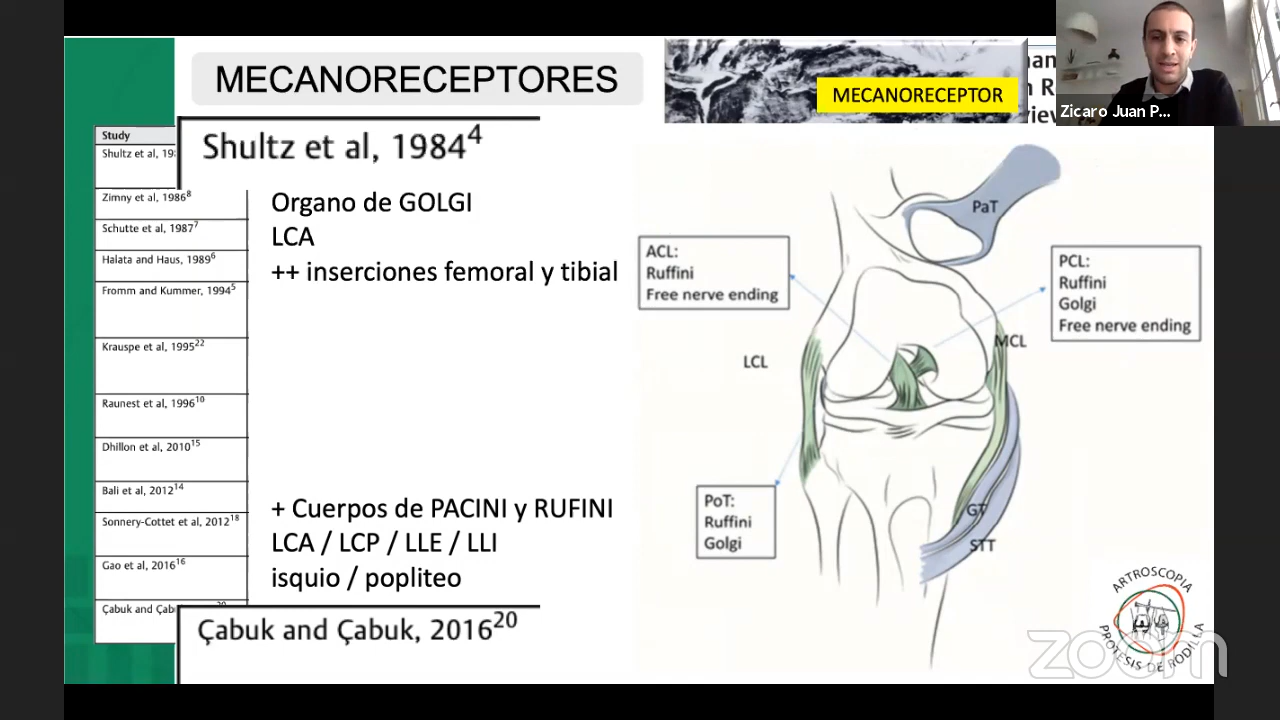 MECANORECEPTORES
MECANORECEPTOR
Zicaro Juan P...
Study
Shultz et al, 19
Shultz et al, 1984⁴
Zimny et al, 1986⁸
Schutte et al, 1987⁷
Halata and Haus, 1989⁶
Fromm and Kummer, 1994⁵
Krauspe et al, 1995²²
Raunest et al, 1996¹⁰
Dhillon et al, 2010¹⁵
Bali et al, 2012¹⁴
Sonnery-Cottet et al, 2012¹⁸
Gao et al, 2016¹⁶
Çabuk and Çab
Organo de GOLGI
LCA
++ inserciones femoral y tibial
+ Cuerpos de PACINI y RUFINI
LCA / LCP / LLE / LLI
isquio / popliteo
Çabuk and Çabuk, 2016²⁰
PaT
ACL:
Ruffini
Free nerve ending
PCL:
Ruffini
Golgi
Free nerve ending
MCL
LCL
PoT:
Ruffini
Golgi
GT
STT
ARTROSCOPIA
PROTESIS DE RODILLA
zoom